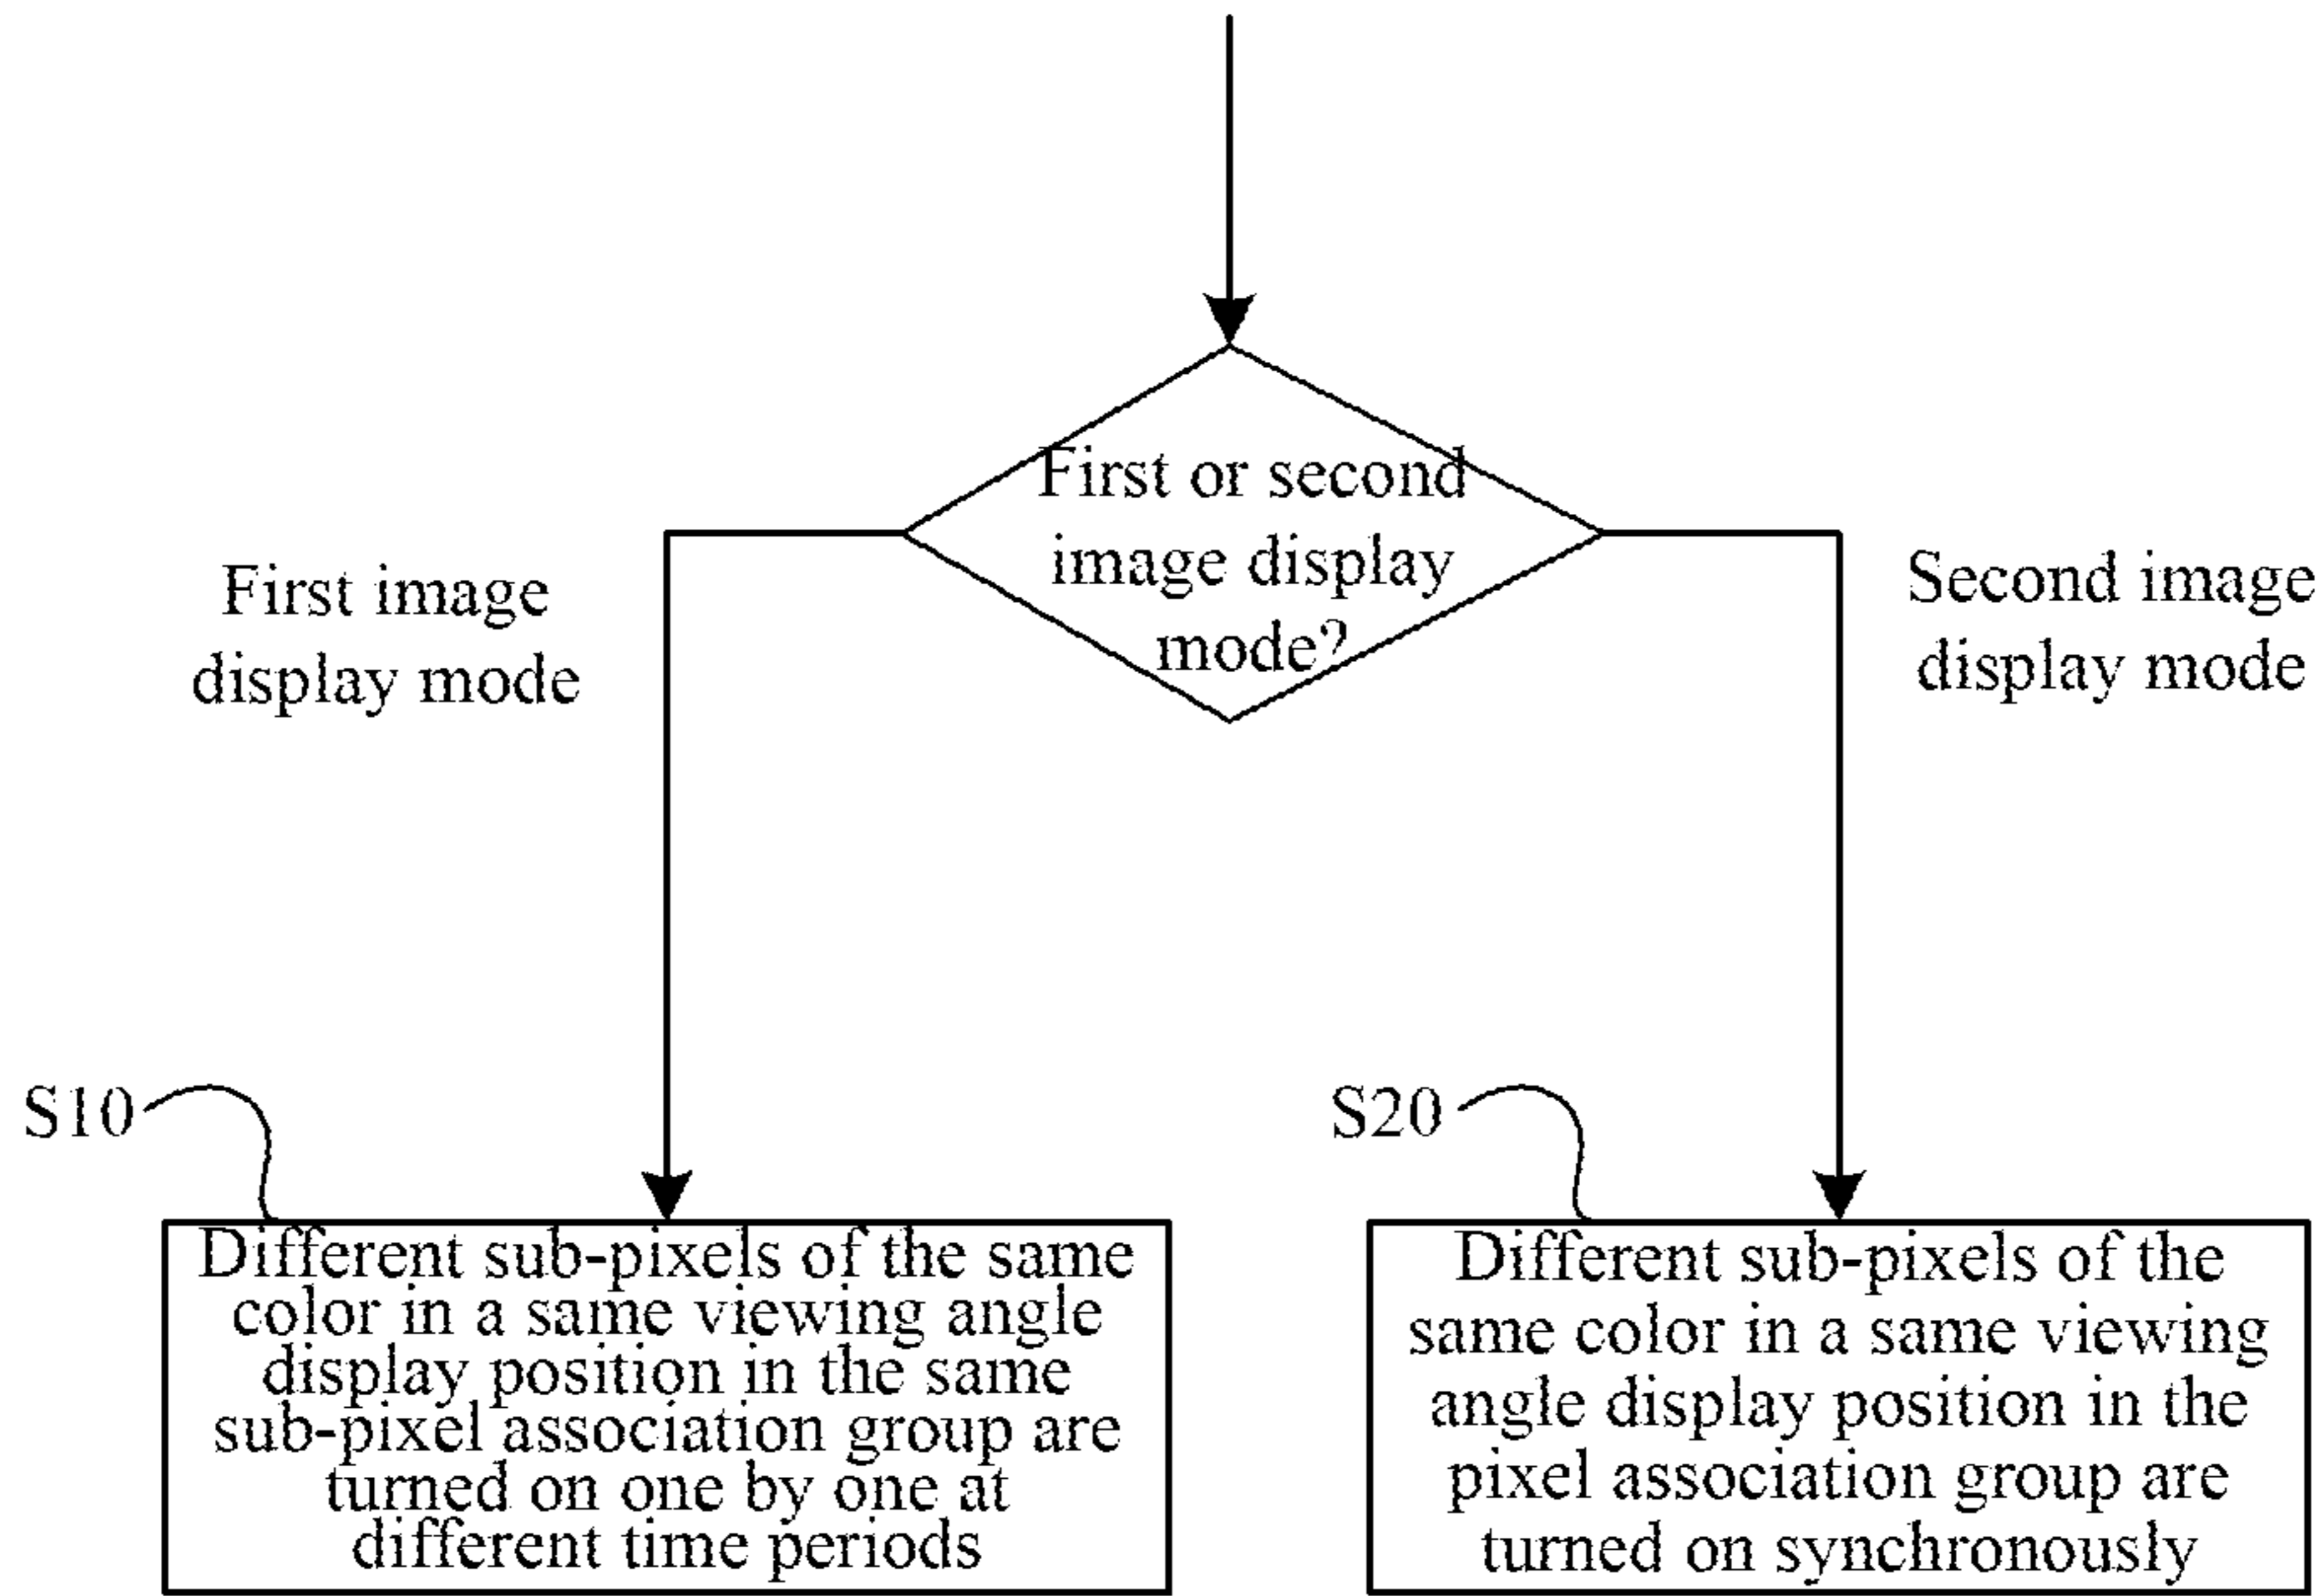 First or second
image display
mode?
First image
display mode
Second image
display mode
S10
S20
Different sub-pixels of the same
color in a same viewing angle
display position in the same
sub-pixel association group are
turned on one by one at
different time periods
Different sub-pixels of the
same color in a same viewing
angle display position in the
pixel association group are
turned on synchronously